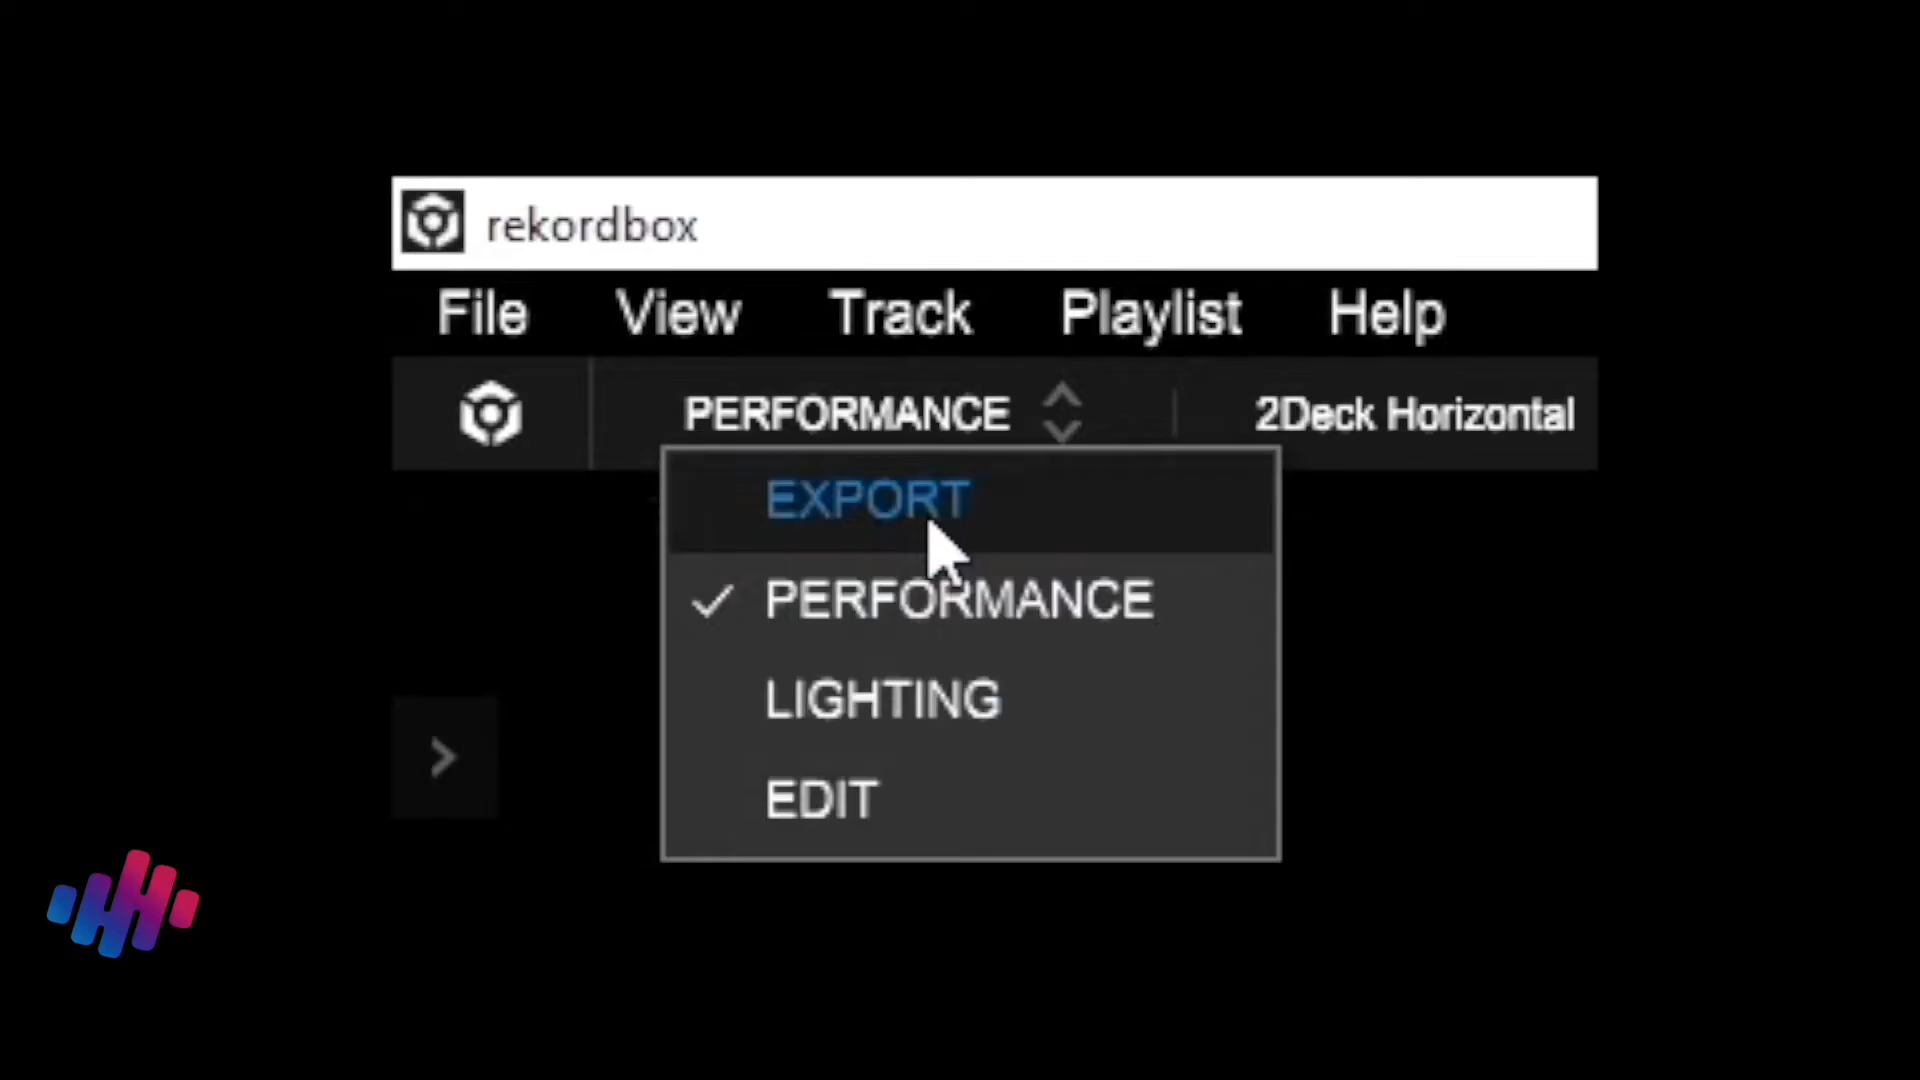 rekordbox
File View Track Playlist Help
PERFORMANCE 2Deck Horizontal
EXPORT
PERFORMANCE
LIGHTING
EDIT